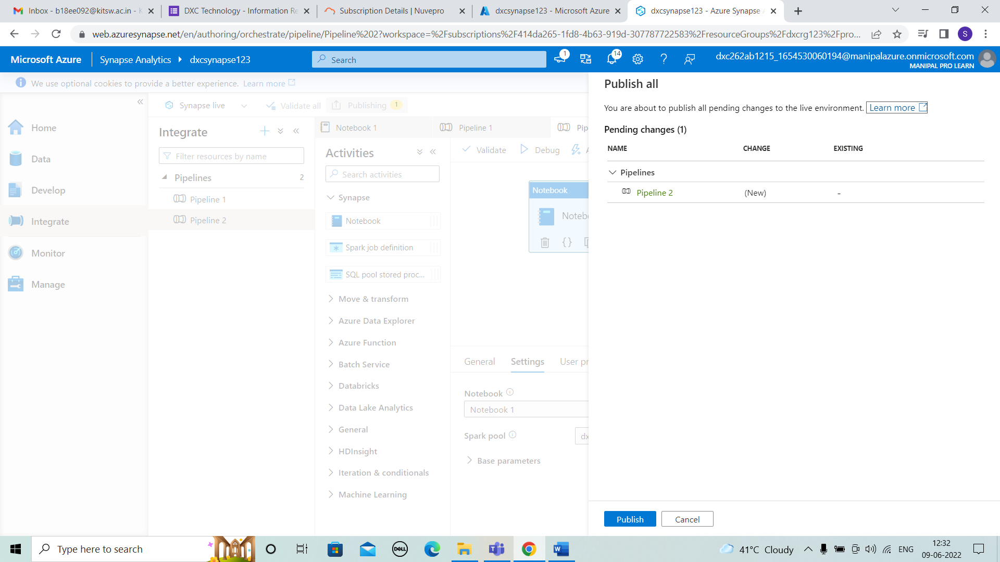 Inbox - b18ee092@kitsw.ac.in - K
DXC Technology - Information Re
Subscription Details | Nuvepro
dxcsynapse123 - Microsoft Azure
dxcsynapse123 - Azure Synapse A
web.azuresynapse.net/en/authoring/orchestrate/pipeline/Pipeline%202?workspace=%2Fsubscriptions%2F414da265-1fd8-4b63-919d-307787722583%2FresourceGroups%2Fdxcrg123%2Fpro...
S
Microsoft Azure
Synapse Analytics
dxcsynapse123
Search
1
14
dxc262ab1215_1654530060194@manipalazure.onmicrosoft.com
MANIPAL PRO LEARN
We use optional cookies to provide a better experience. Learn more
Home
Data
Develop
Integrate
Monitor
Manage
Synapse live
Validate all
Publishing 1
Integrate
Filter resources by name
Pipelines 2
Pipeline 1
Pipeline 2
Notebook 1
Pipeline 1
Pip
Activities
Search activities
Synapse
Notebook
Spark job definition
SQL pool stored proc...
Move & transform
Azure Data Explorer
Azure Function
Batch Service
Databricks
Data Lake Analytics
General
HDInsight
Iteration & conditionals
Machine Learning
Validate
Debug
A
Notebook
Noteb
General
Settings
User pr
Notebook
Notebook 1
Spark pool
dx
Base parameters
Publish all
You are about to publish all pending changes to the live environment. Learn more
Pending changes (1)
NAME CHANGE EXISTING
Pipelines
Pipeline 2 (New) -
Publish
Cancel
Type here to search
DELL
W
41°C Cloudy
ENG
12:32
09-06-2022